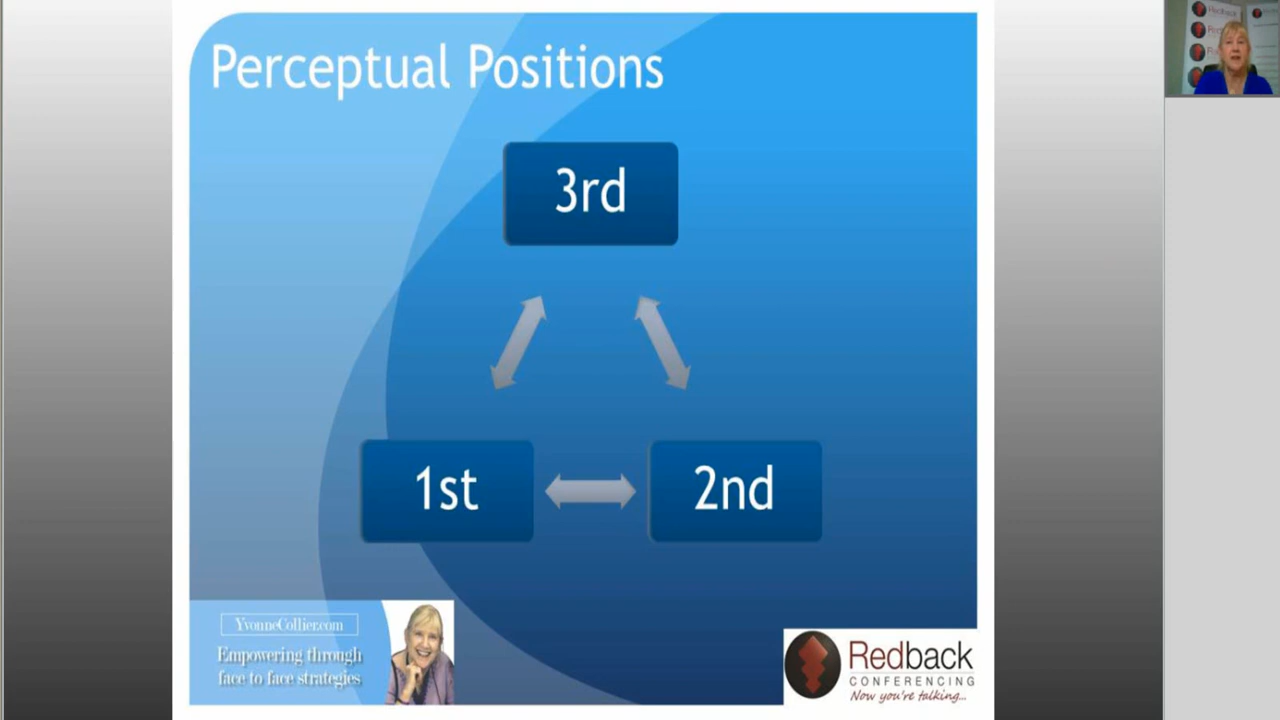 Perceptual Positions
3rd
1st
2nd
YvonneCollier.com
Empowering through
face to face strategies
Redback
CONFERENCING
Now you're talking...
Redback